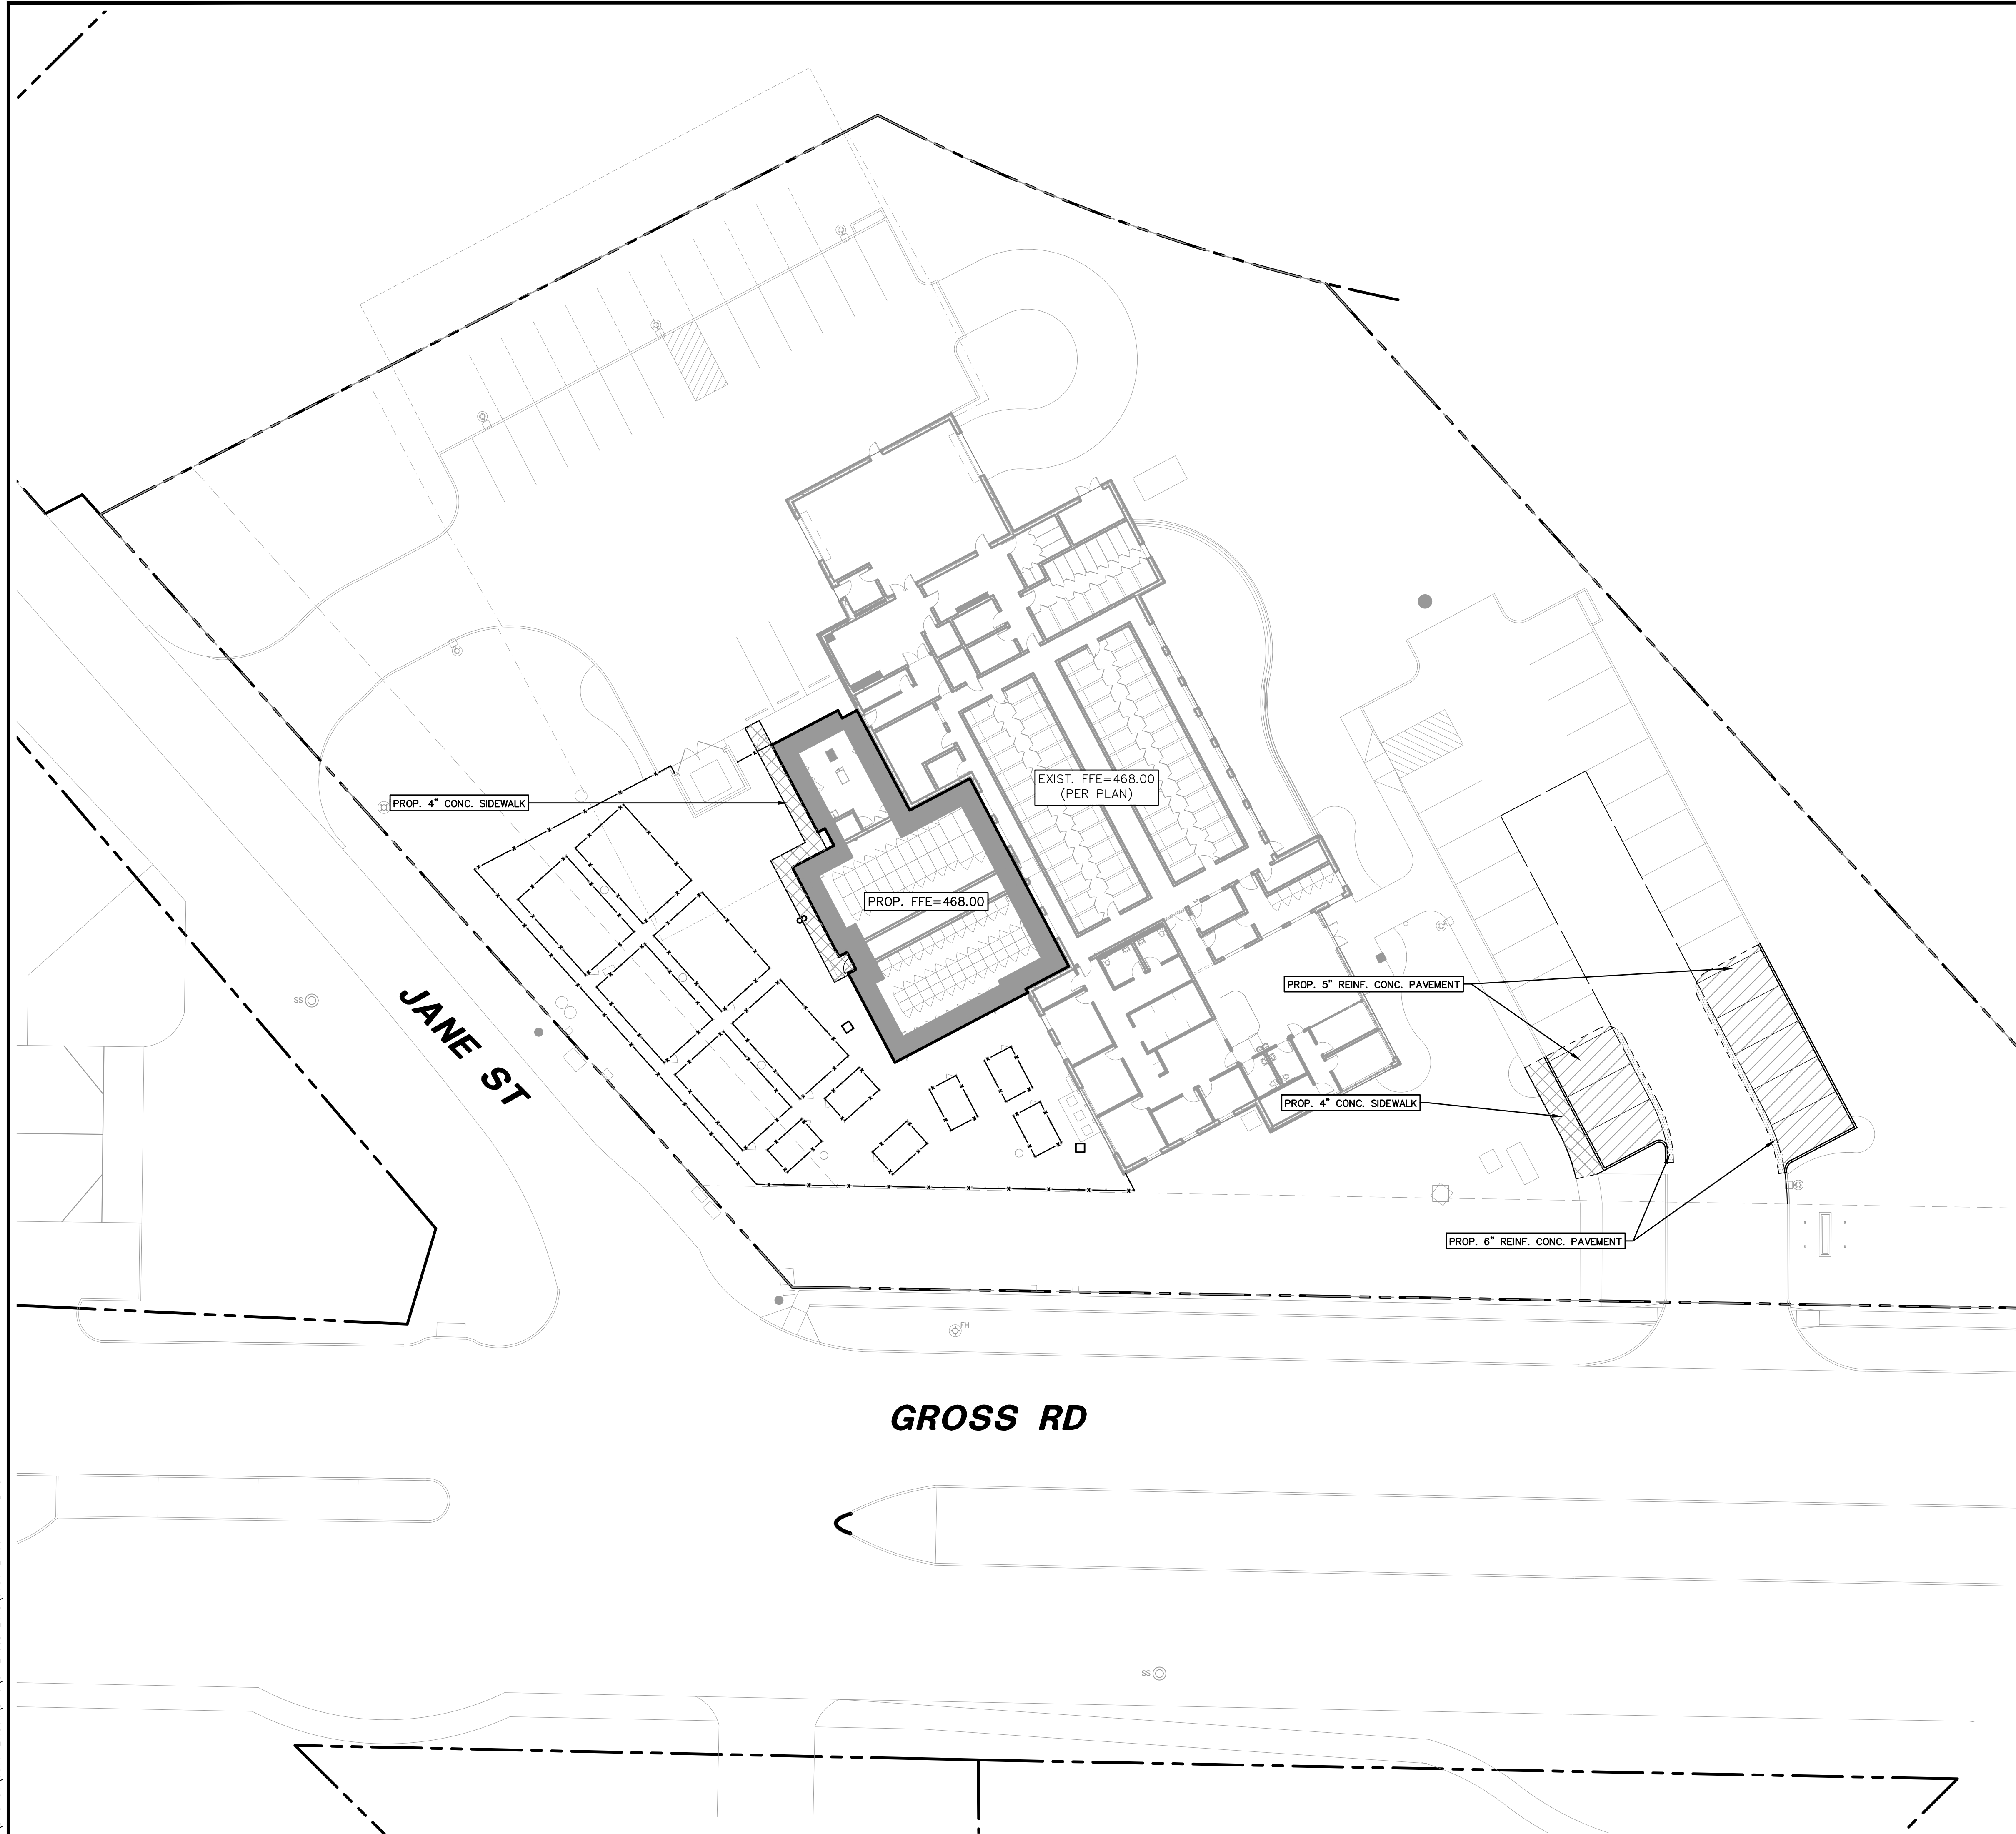 EXIST. FFE=468.00
(PER PLAN)
PROP. 4" CONC. SIDEWALK
PROP. FFE=468.00
6
PROP. 5" REINF. CONC. PAVEMENT
SS
JANE ST
PROP. 4" CONC. SIDEWALK
PROP. 6" REINF. CONC. PAVEMENT
FH
GROSS RD
SS